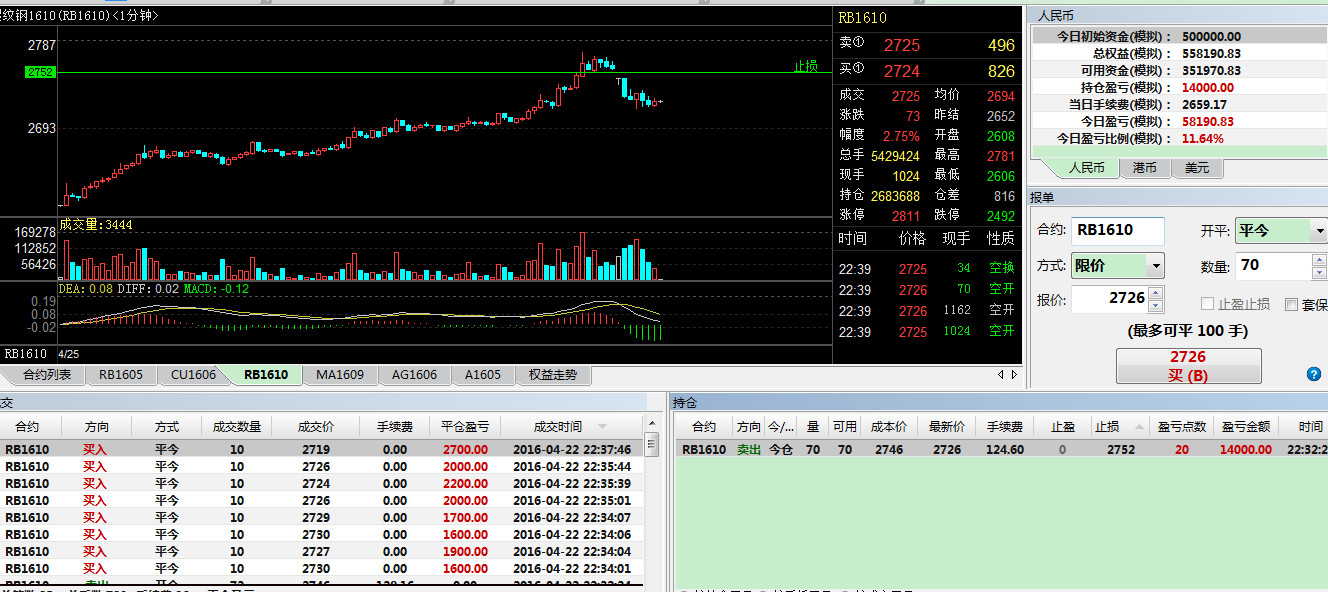 纹钢1610(RB1610)<1分钟>
2787
2752
止损
2693
成交量:3444
169278
112852
56426
DEA:0.08 DIFF:0.02 MACD:-0.12
0.19
0.08
-0.02
RB1610 4/25
RB1610
卖① 2725 496
买① 2724 826
成交 2725 均价 2694
涨跌 73 昨结 2652
幅度 2.75% 开盘 2608
总手 5429424 最高 2781
现手 1024 最低 2606
持仓 2683688 仓差 816
涨停 2811 跌停 2492
时间 价格 现手 性质
22:39 2725 34 空换
22:39 2726 70 空开
22:39 2726 1162 空开
22:39 2725 1024 空开
合约列表 RB1605 CU1606 RB1610 MA1609 AG1606 A1605 权益走势
人民币
今日初始资金(模拟): 500000.00
总权益(模拟): 558190.83
可用资金(模拟): 351970.83
持仓盈亏(模拟): 14000.00
当日手续费(模拟): 2659.17
今日盈亏(模拟): 58190.83
今日盈亏比例(模拟): 11.64%
人民币 港币 美元
报单
合约: RB1610 开平: 平今
方式: 限价 数量: 70
报价: 2726 止盈止损 套保
(最多可平 100 手)
2726
买 (B)
交
合约 方向 方式 成交数量 成交价 手续费 平仓盈亏 成交时间
RB1610 买入 平今 10 2719 0.00 2700.00 2016-04-22 22:37:46
RB1610 买入 平今 10 2726 0.00 2000.00 2016-04-22 22:35:44
RB1610 买入 平今 10 2724 0.00 2200.00 2016-04-22 22:35:39
RB1610 买入 平今 10 2726 0.00 2000.00 2016-04-22 22:35:01
RB1610 买入 平今 10 2729 0.00 1700.00 2016-04-22 22:34:07
RB1610 买入 平今 10 2730 0.00 1600.00 2016-04-22 22:34:06
RB1610 买入 平今 10 2727 0.00 1900.00 2016-04-22 22:34:04
RB1610 买入 平今 10 2730 0.00 1600.00 2016-04-22 22:34:01
持仓
合约 方向 今/... 量 可用 成本价 最新价 手续费 止盈 止损 盈亏点数 盈亏金额 时间
RB1610 卖出 今仓 70 70 2746 2726 124.60 0 2752 20 14000.00 22:32:2